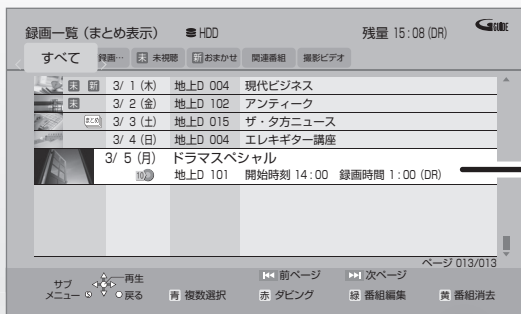 録画一覧 (まとめ表示) HDD 残量 15:08 (DR) GGUIDE
すべて 録画… 未 未視聴 新 おまかせ 関連番組 撮影ビデオ
未 新 3/ 1 (木) 地上D 004 現代ビジネス
未 3/ 2 (金) 地上D 102 アンティーク
まとめ 3/ 3 (土) 地上D 015 ザ・夕方ニュース
3/ 4 (日) 地上D 004 エレキギター講座
3/ 5 (月) ドラマスペシャル
10 地上D 101 開始時刻 14:00 録画時間 1:00 (DR)
ページ 013/013
サブ 再生 前ページ 次ページ
メニュー S 戻る 青 複数選択 赤 ダビング 緑 番組編集 黄 番組消去